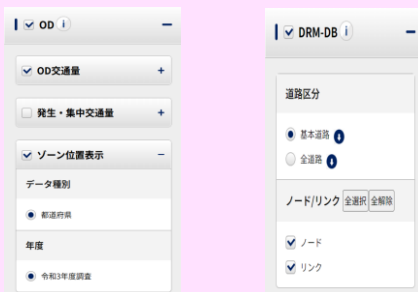 OD i
OD交通量
発生・集中交通量
ゾーン位置表示
データ種別
都道府県
年度
令和3年度調査
DRM-DB i
道路区分
基本道路
全道路
ノード/リンク 全選択 全解除
ノード
リンク